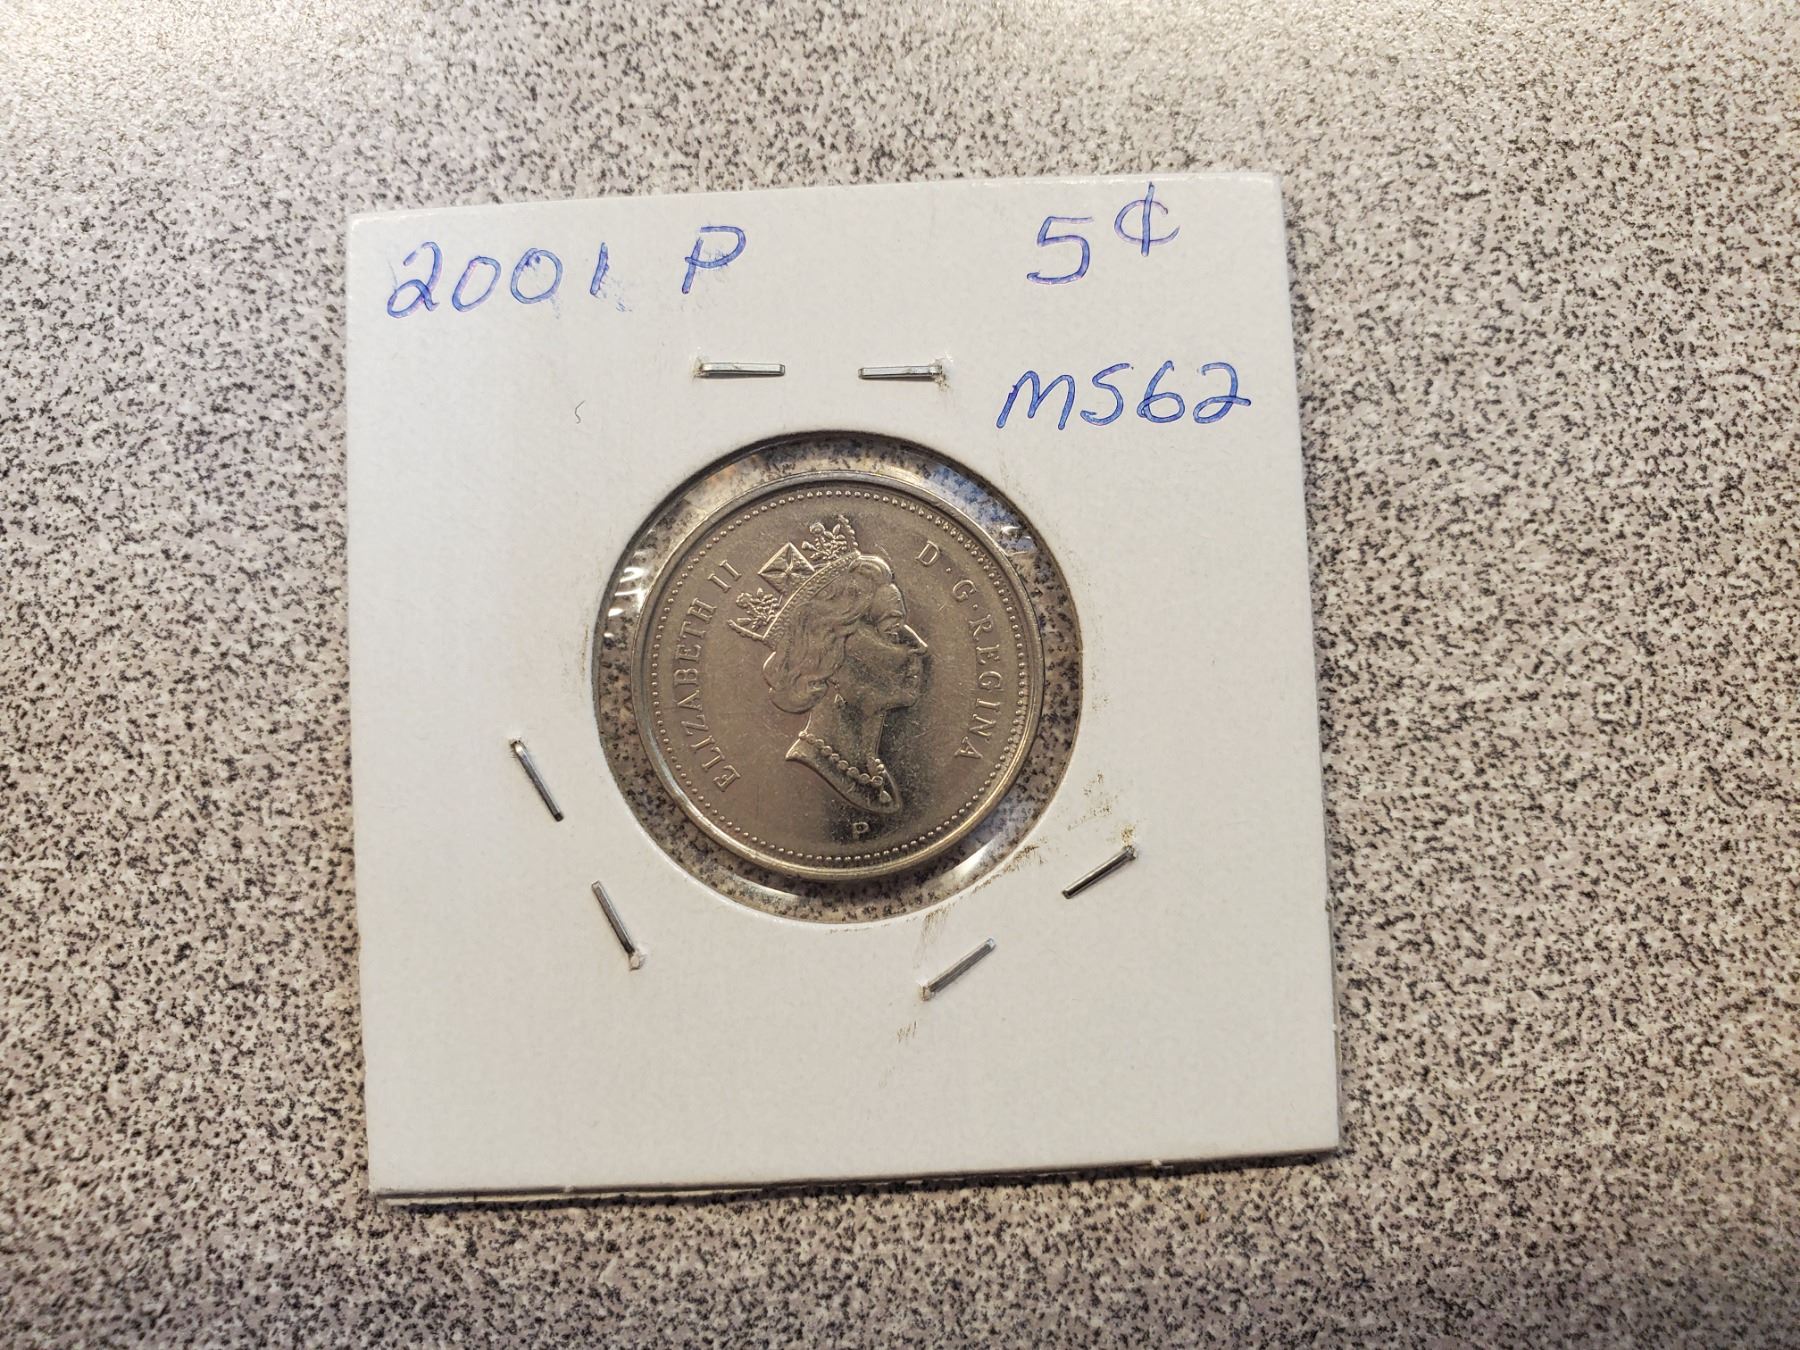 2001 P 5¢
MS62
ELIZABETH II D·G·REGINA
P